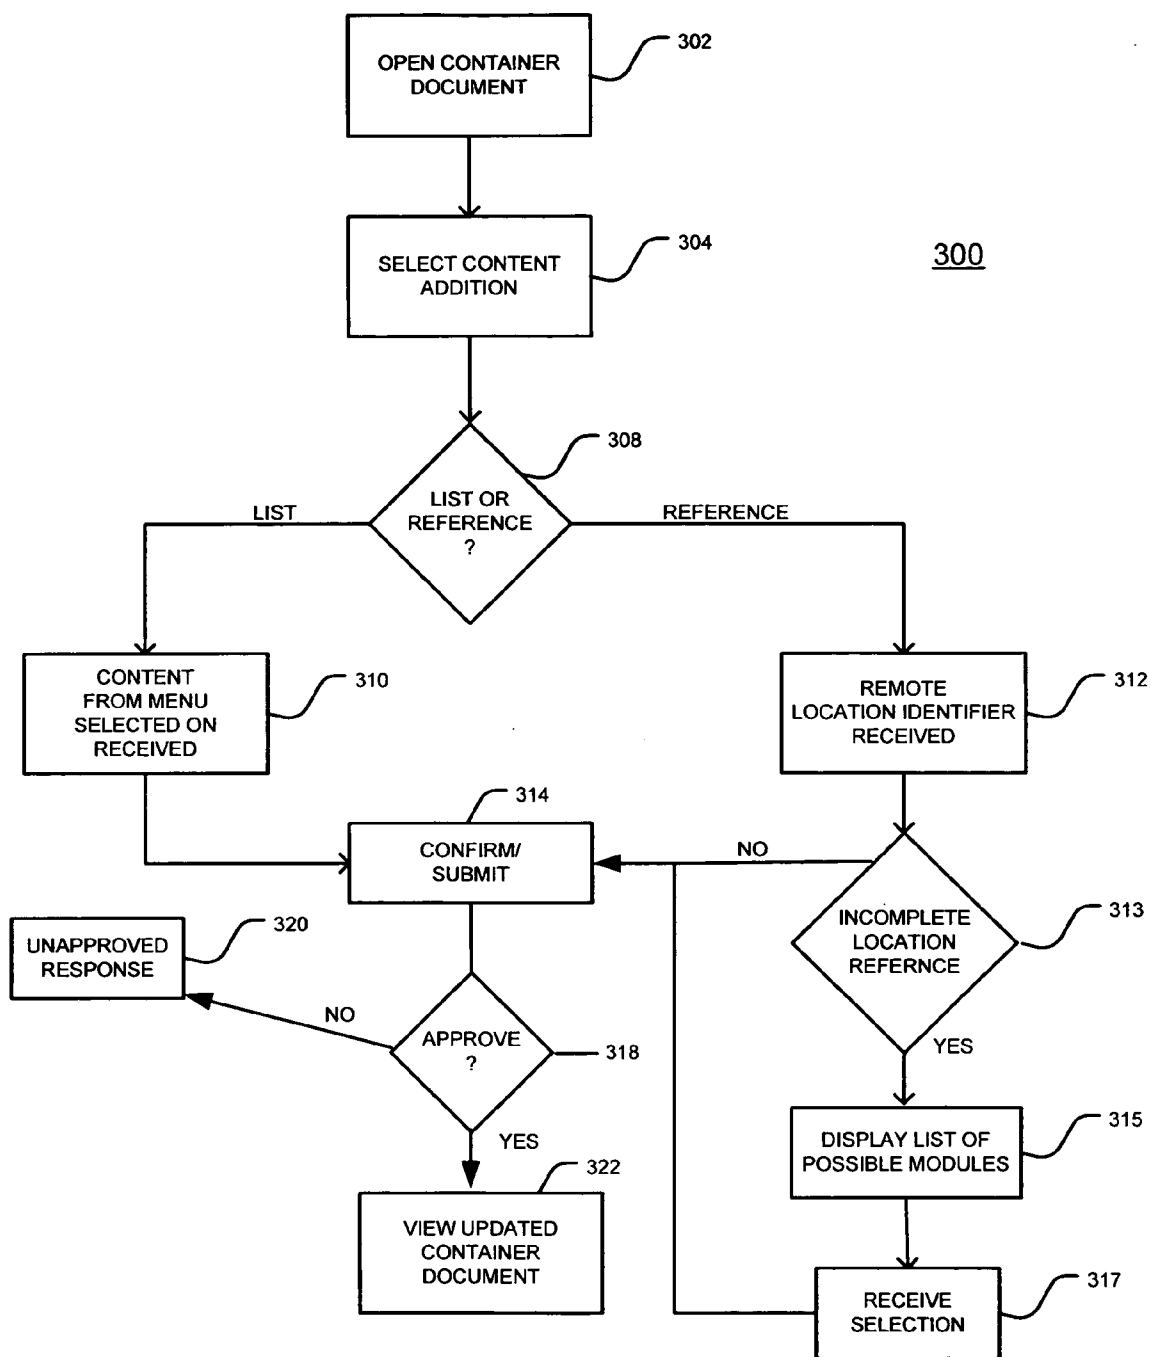 OPEN CONTAINER
DOCUMENT
302
SELECT CONTENT
ADDITION
304
300
LIST OR
REFERENCE
?
308
LIST
REFERENCE
CONTENT
FROM MENU
SELECTED ON
RECEIVED
310
REMOTE
LOCATION IDENTIFIER
RECEIVED
312
314
CONFIRM/
SUBMIT
NO
INCOMPLETE
LOCATION
REFERNCE
313
UNAPPROVED
RESPONSE
320
NO
APPROVE
?
318
YES
YES
DISPLAY LIST OF
POSSIBLE MODULES
315
322
VIEW UPDATED
CONTAINER
DOCUMENT
RECEIVE
SELECTION
317